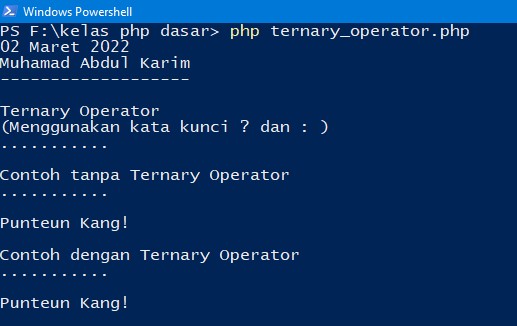 Windows Powershell
PS F:\kelas php dasar> php ternary_operator.php
02 Maret 2022
Muhamad Abdul Karim
-------------------
Ternary Operator
(Menggunakan kata kunci ? dan : )
...........
Contoh tanpa Ternary Operator
...........
Punteun Kang!
Contoh dengan Ternary Operator
...........
Punteun Kang!